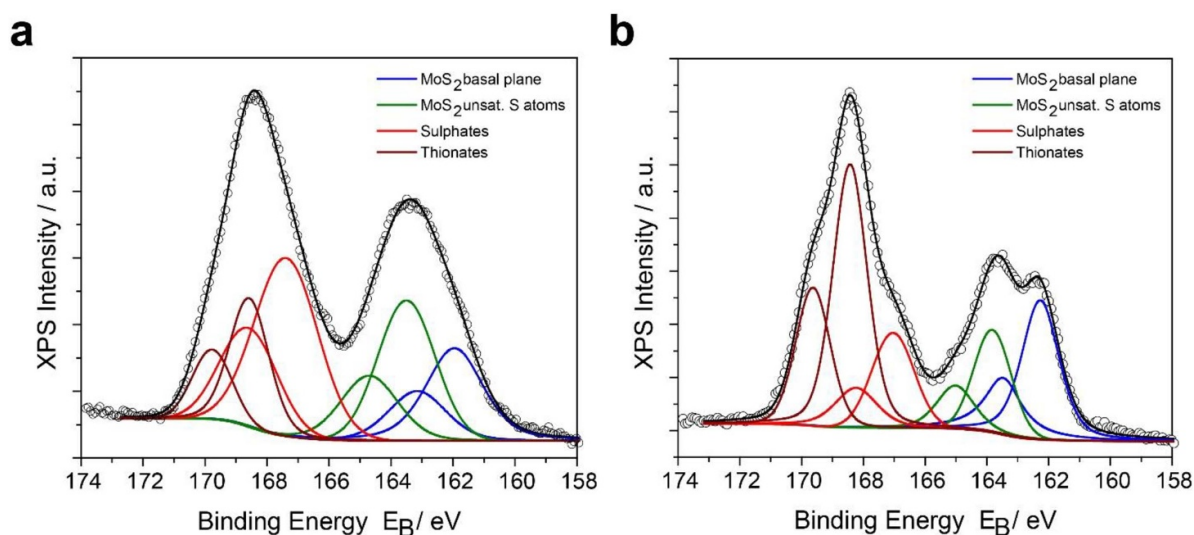 a
MoS2 basal plane
MoS2 unsat. S atoms
Sulphates
Thionates
XPS Intensity / a.u.
174 172 170 168 166 164 162 160 158
Binding Energy EB/ eV
b
MoS2 basal plane
MoS2 unsat. S atoms
Sulphates
Thionates
XPS Intensity / a.u.
174 172 170 168 166 164 162 160 158
Binding Energy EB/ eV